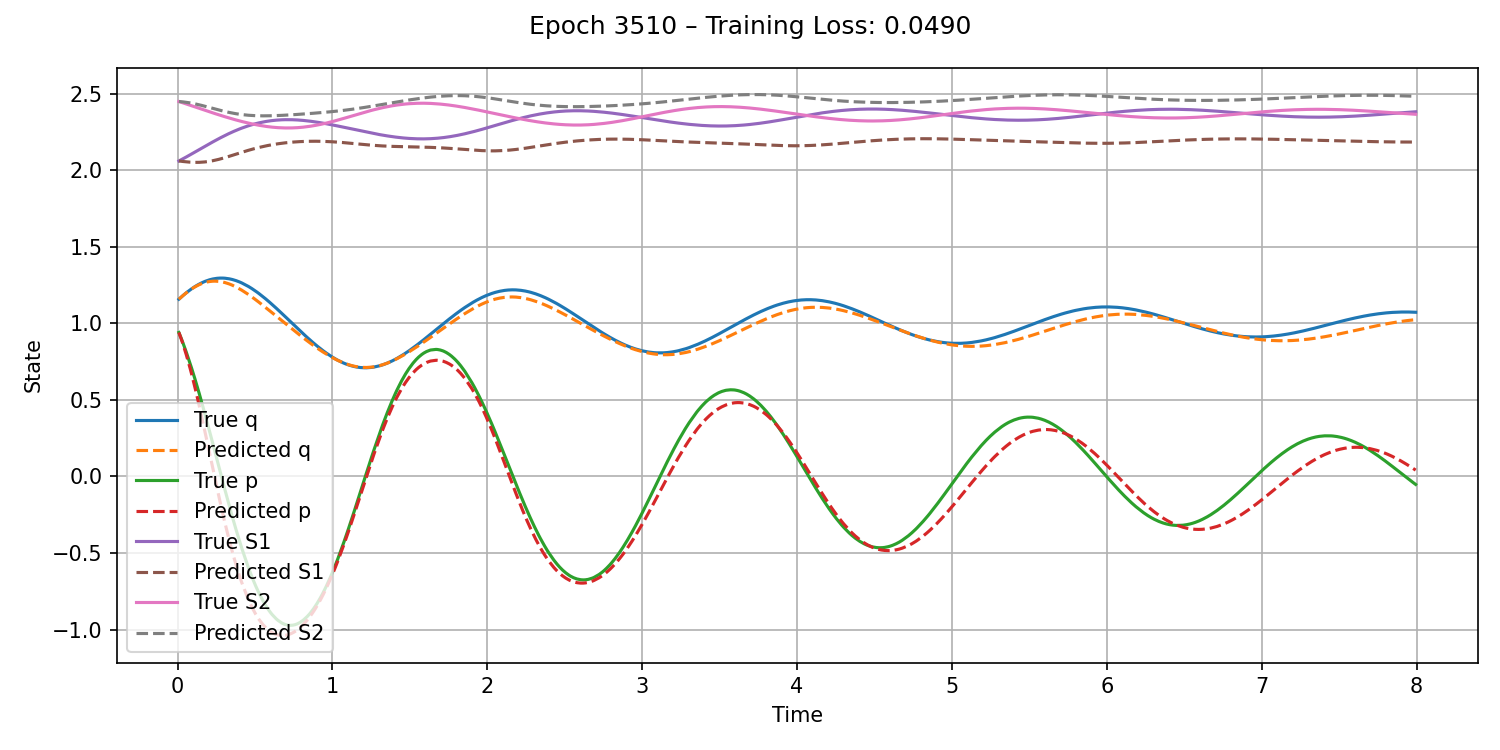 Epoch 3510 – Training Loss: 0.0490
2.5
2.0
1.5
1.0
0.5
0.0
−0.5
−1.0
State
True q
Predicted q
True p
Predicted p
True S1
Predicted S1
True S2
Predicted S2
0 1 2 3 4 5 6 7 8
Time